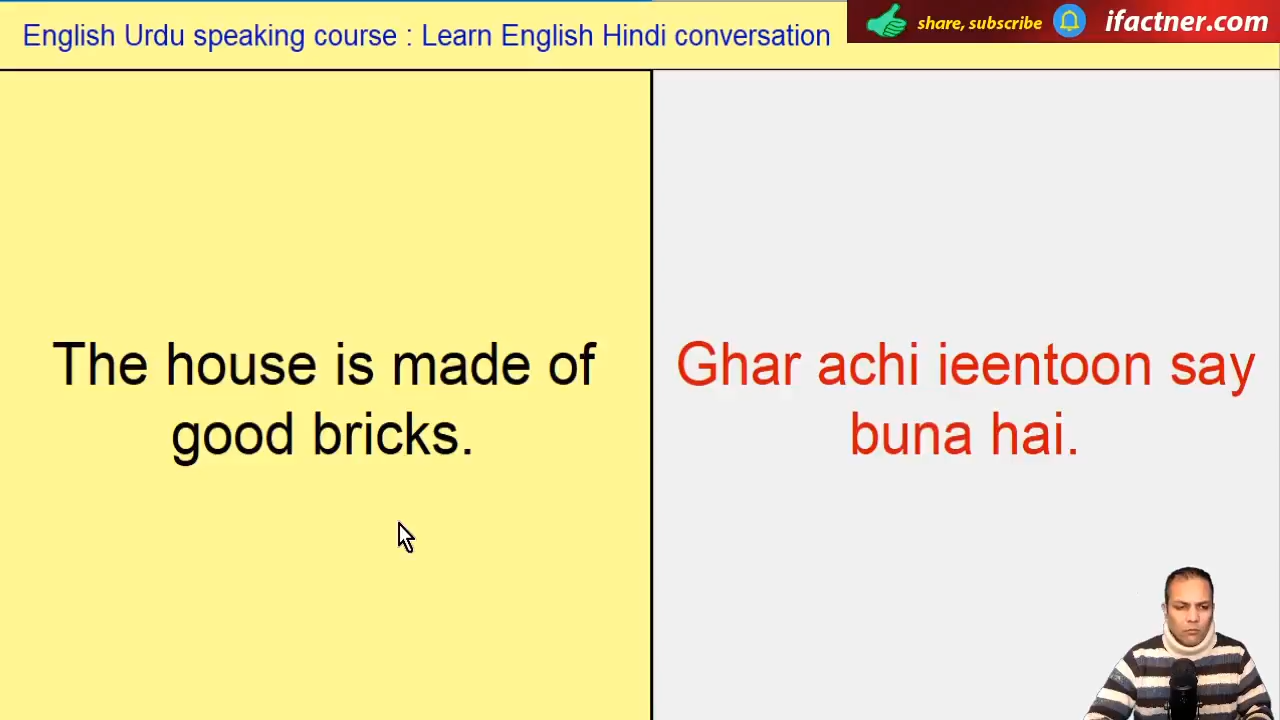 English Urdu speaking course : Learn English Hindi conversation
share, subscribe
ifactner.com
The house is made of
good bricks.
Ghar achi ieentoon say
buna hai.